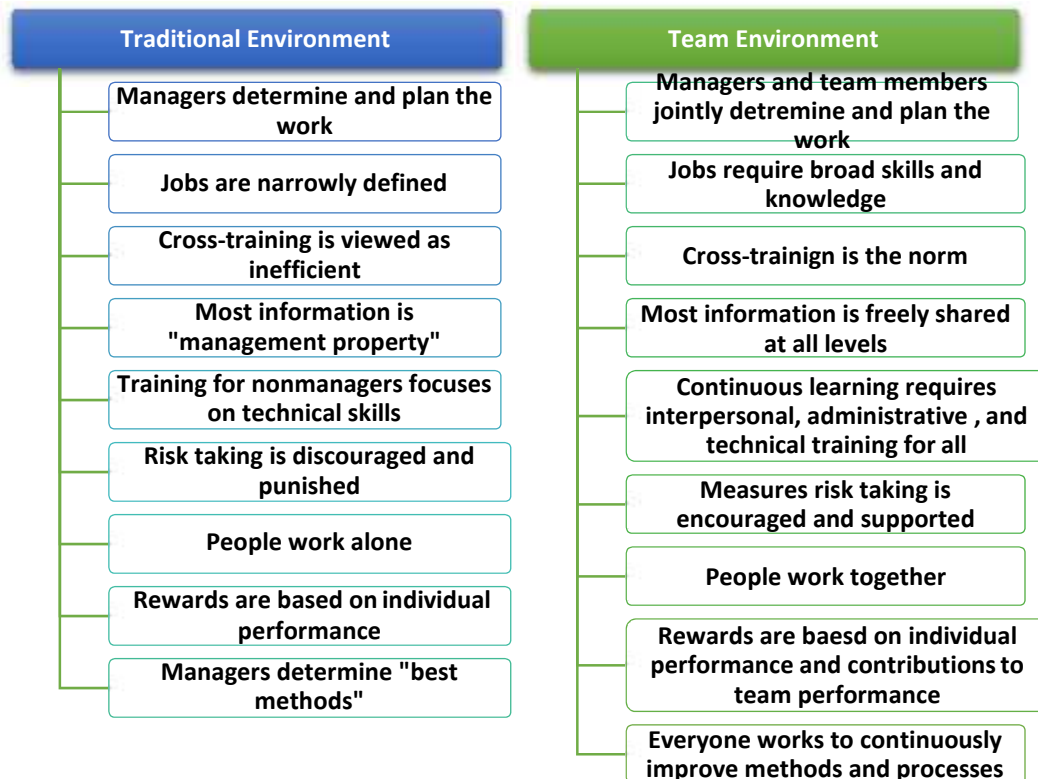 Traditional Environment
Managers determine and plan the
work
Jobs are narrowly defined
Cross-training is viewed as
inefficient
Most information is
"management property"
Training for nonmanagers focuses
on technical skills
Risk taking is discouraged and
punished
People work alone
Rewards are based on individual
performance
Managers determine "best
methods"
Team Environment
Managers and team members
jointly detremine and plan the
work
Jobs require broad skills and
knowledge
Cross-trainign is the norm
Most information is freely shared
at all levels
Continuous learning requires
interpersonal, administrative , and
technical training for all
Measures risk taking is
encouraged and supported
People work together
Rewards are baesd on individual
performance and contributions to
team performance
Everyone works to continuously
improve methods and processes